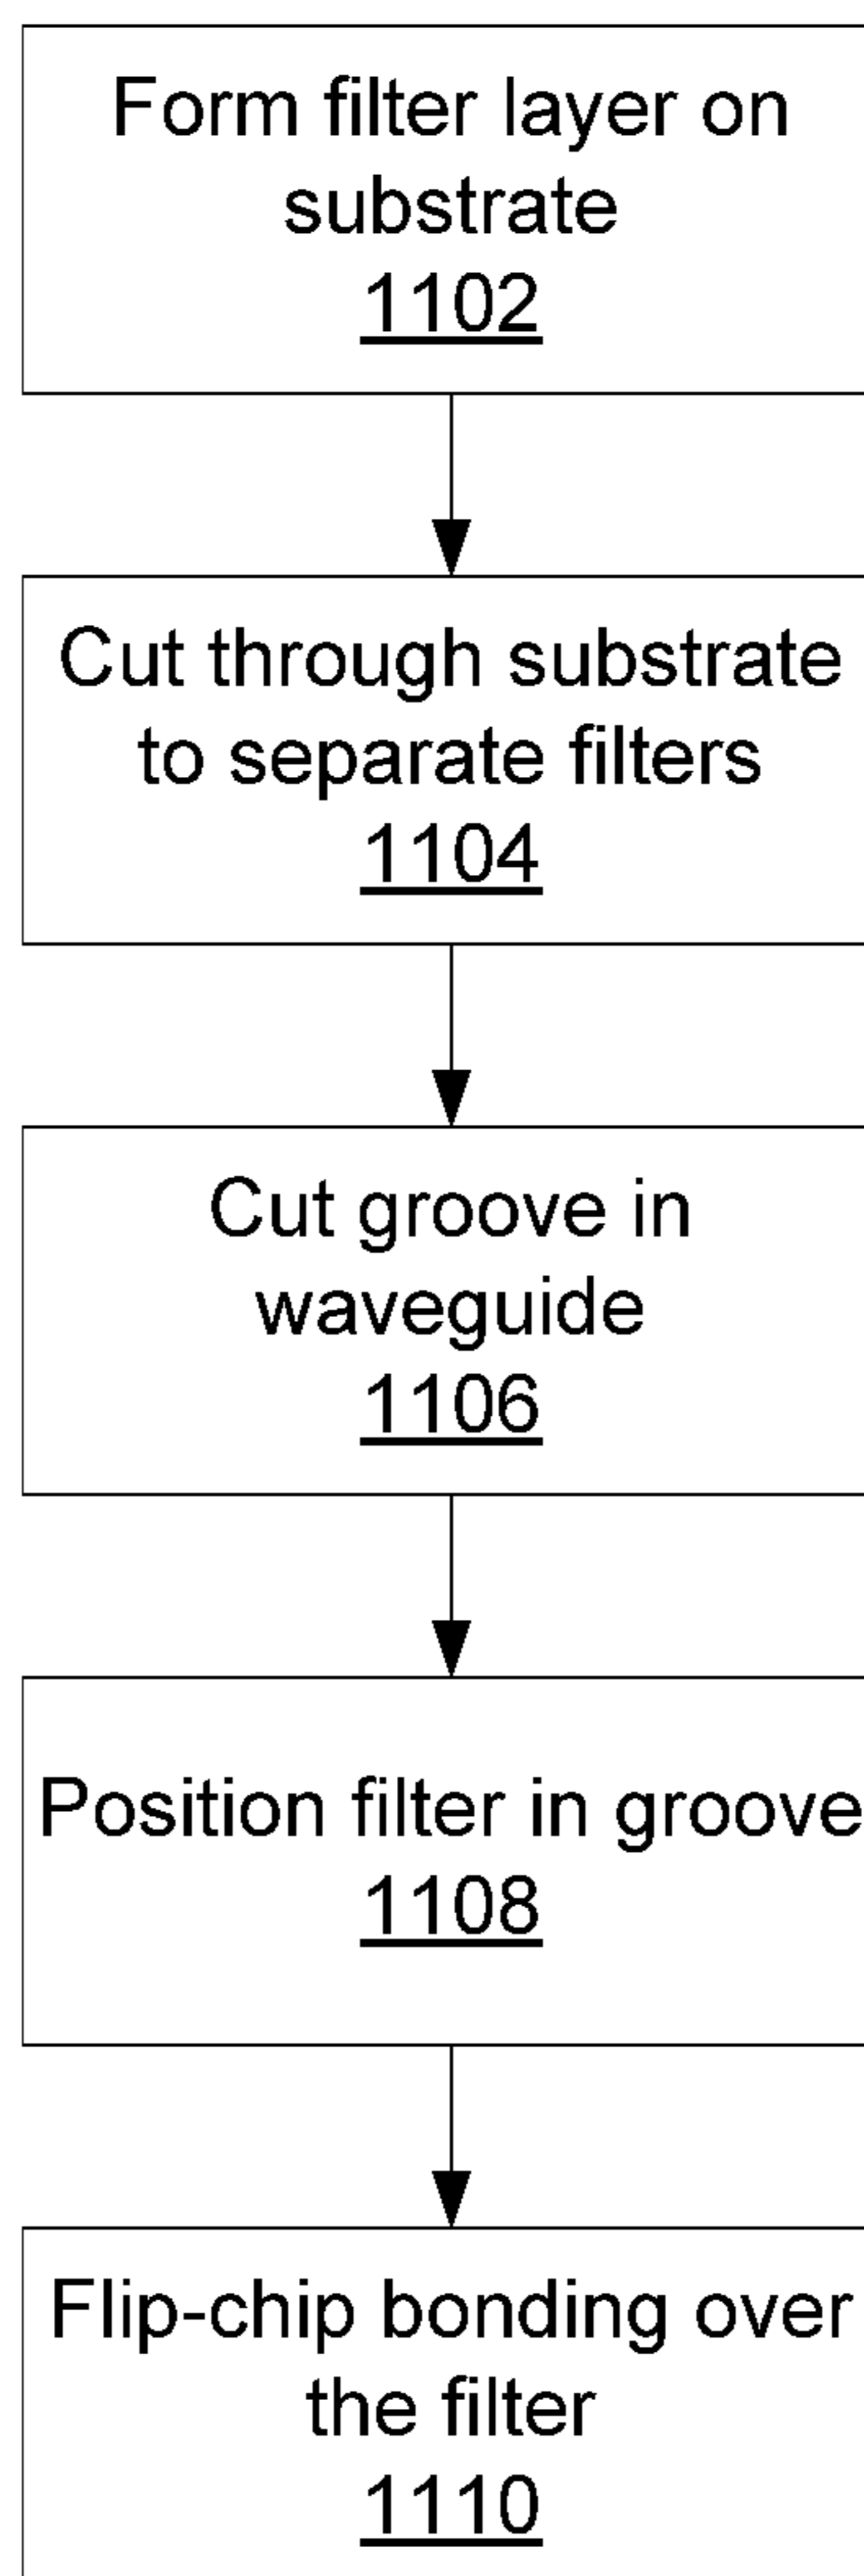 Form filter layer on
substrate
1102
Cut through substrate
to separate filters
1104
Cut groove in
waveguide
1106
Position filter in groove
1108
Flip-chip bonding over
the filter
1110